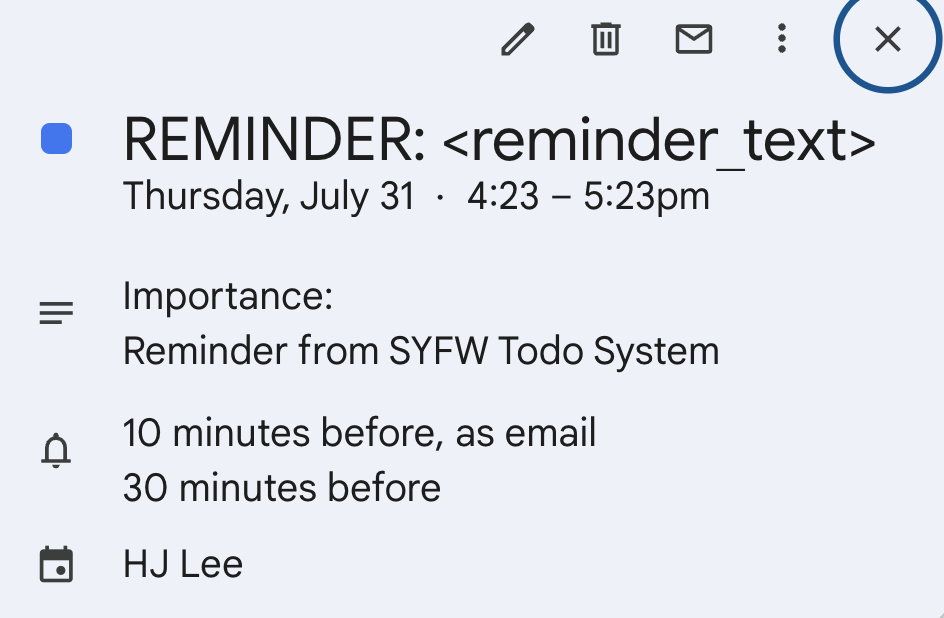 REMINDER: <reminder_text>
Thursday, July 31 · 4:23 – 5:23pm
Importance:
Reminder from SYFW Todo System
10 minutes before, as email
30 minutes before
HJ Lee